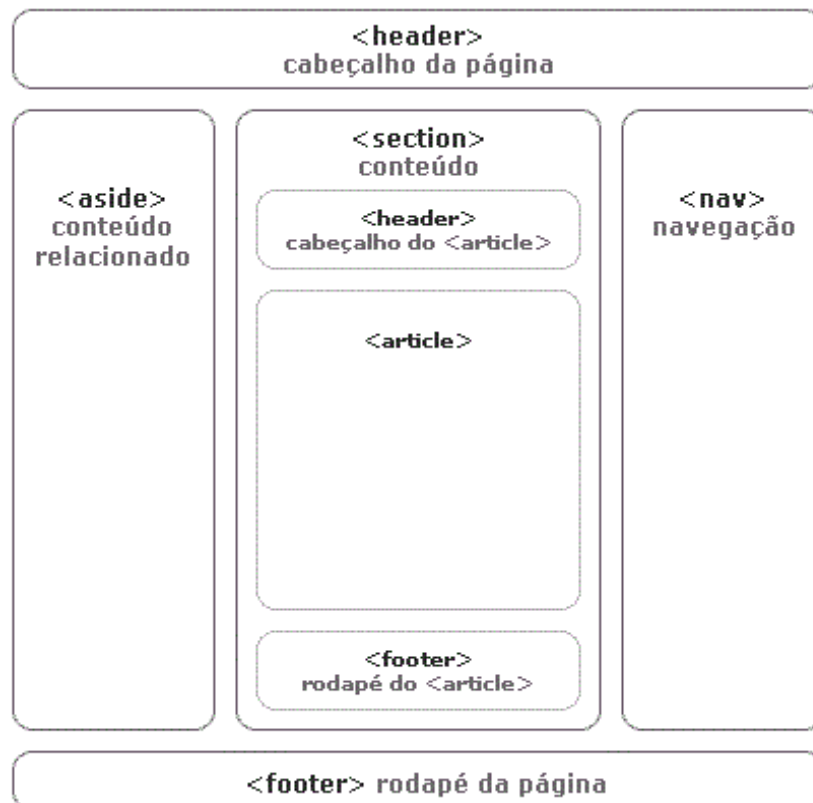 <header>
cabeçalho da página
<aside>
conteúdo
relacionado
<section>
conteúdo
<header>
cabeçalho do <article>
<article>
<footer>
rodapé do <article>
<nav>
navegação
<footer> rodapé da página